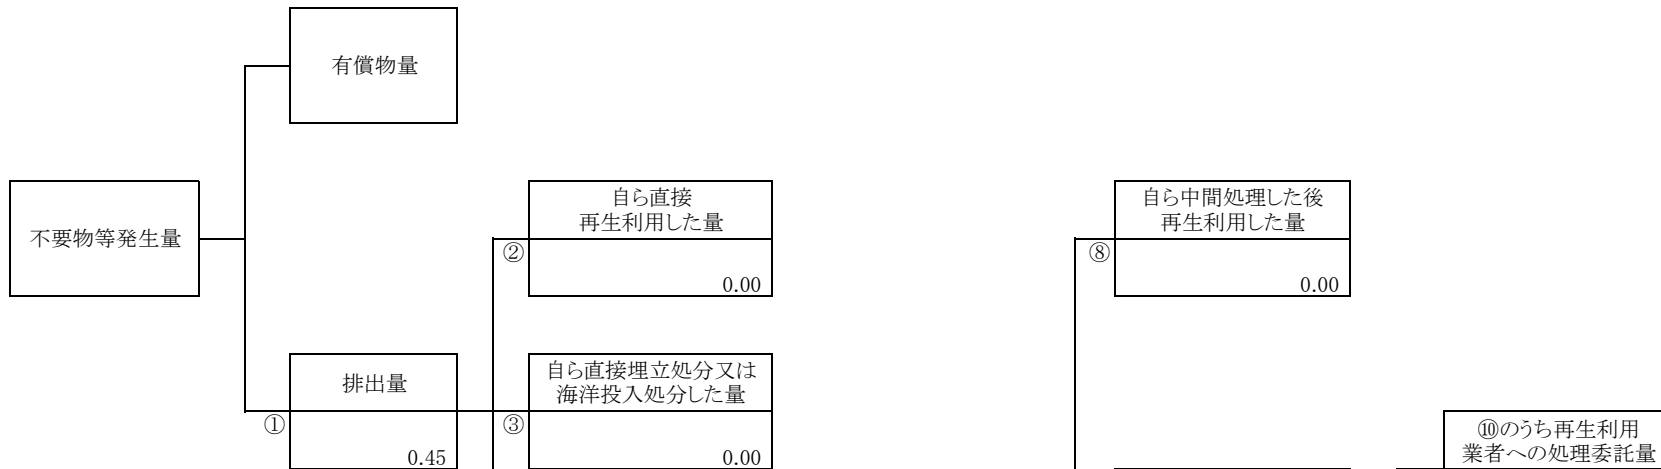 有償物量
不要物等発生量
自ら直接
再生利用した量
②
0.00
自ら中間処理した後
再生利用した量
⑧
0.00
排出量
①
0.45
自ら直接埋立処分又は
海洋投入処分した量
③
0.00
⑩のうち再生利用
業者への処理委託量